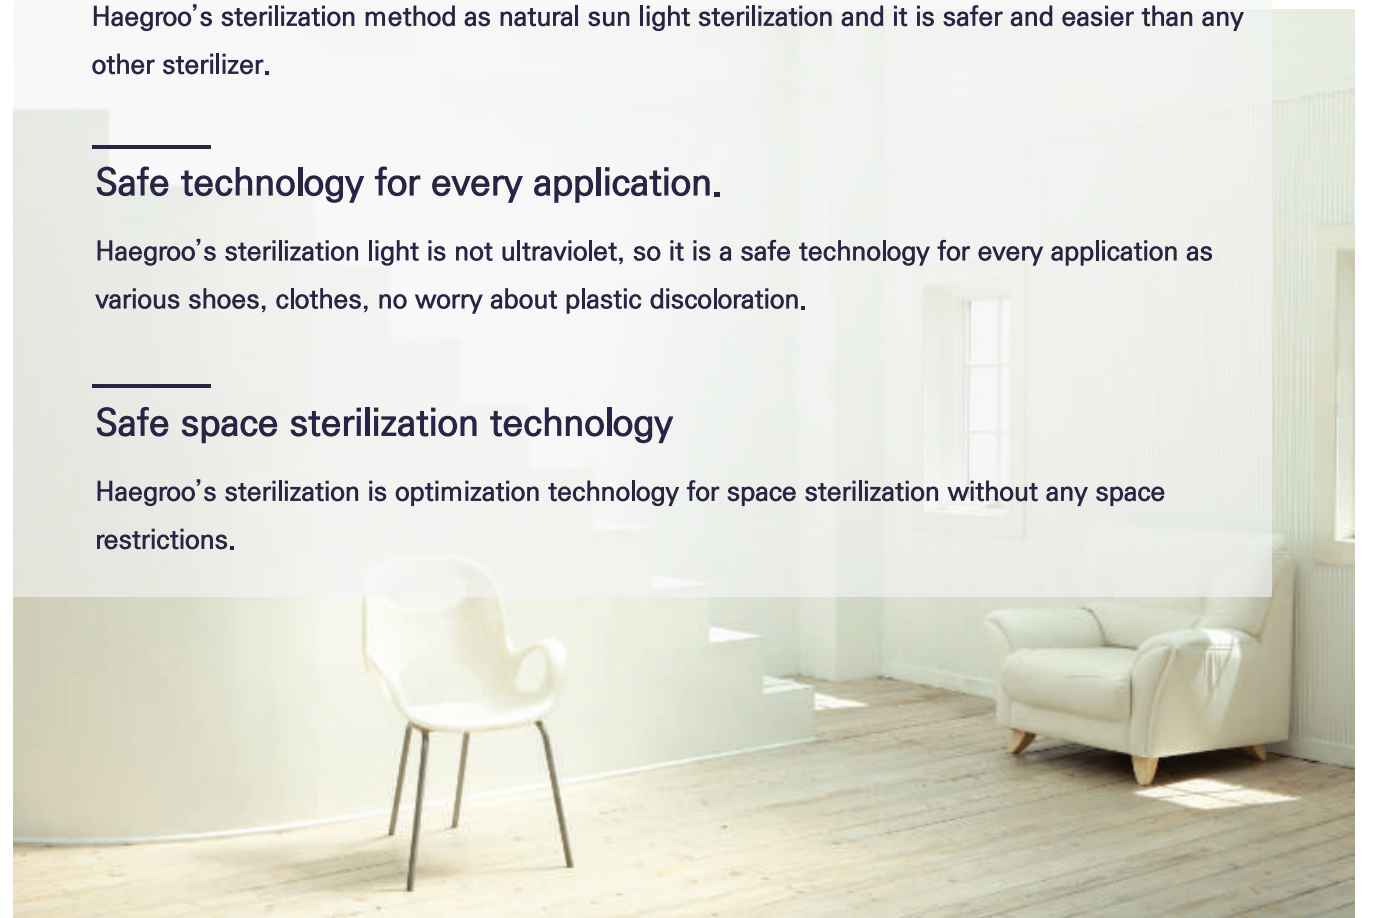 Haegroo's sterilization method as natural sun light sterilization and it is safer and easier than any
other sterilizer.
Safe technology for every application.
Haegroo's sterilization light is not ultraviolet, so it is a safe technology for every application as
various shoes, clothes, no worry about plastic discoloration.
Safe space sterilization technology
Haegroo's sterilization is optimization technology for space sterilization without any space
restrictions.